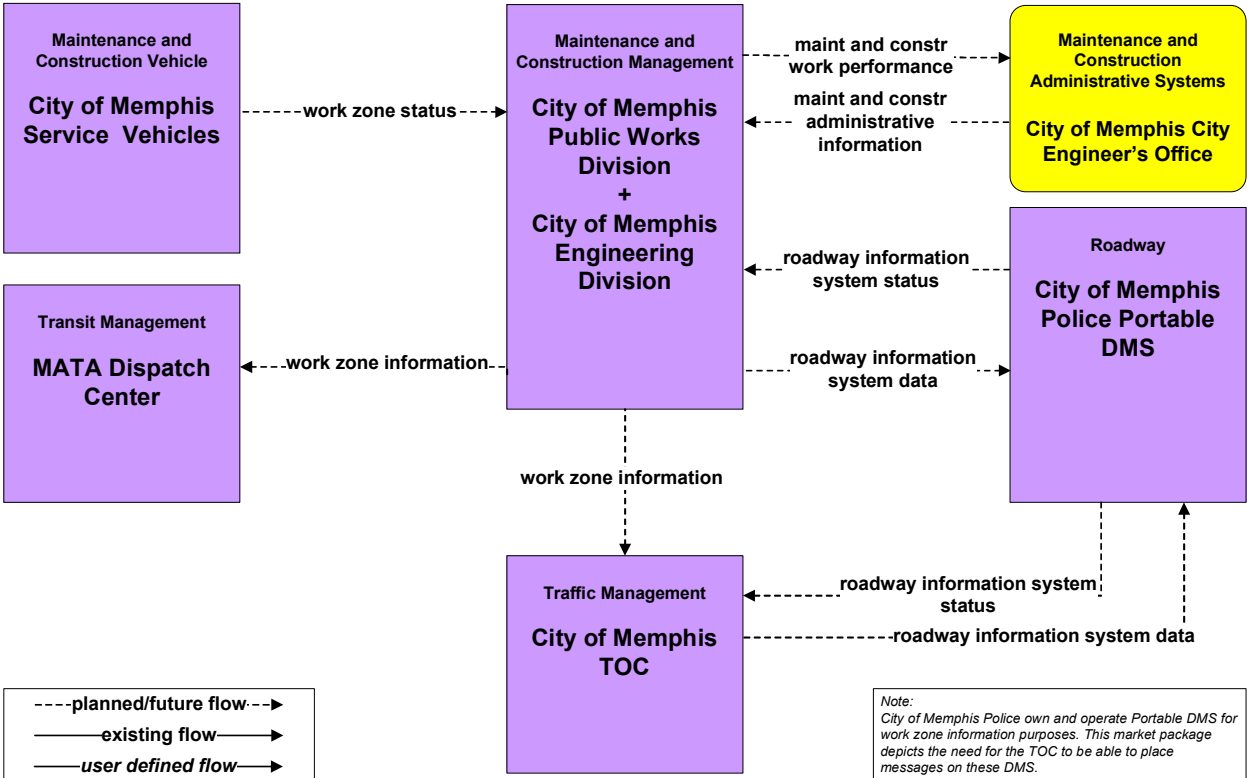 Maintenance and
Construction Vehicle
City of Memphis
Service Vehicles
work zone status
Maintenance and
Construction Management
City of Memphis
Public Works
Division
+
City of Memphis
Engineering
Division
maint and constr
work performance
maint and constr
administrative
information
Maintenance and
Construction
Administrative Systems
City of Memphis City
Engineer's Office
roadway information
system status
roadway information
system data
Roadway
City of Memphis
Police Portable
DMS
Transit Management
MATA Dispatch
Center
work zone information
work zone information
Traffic Management
City of Memphis
TOC
roadway information system
status
roadway information system data
planned/future flow
existing flow
user defined flow
Note:
City of Memphis Police own and operate Portable DMS for
work zone information purposes. This market package
depicts the need for the TOC to be able to place
messages on these DMS.